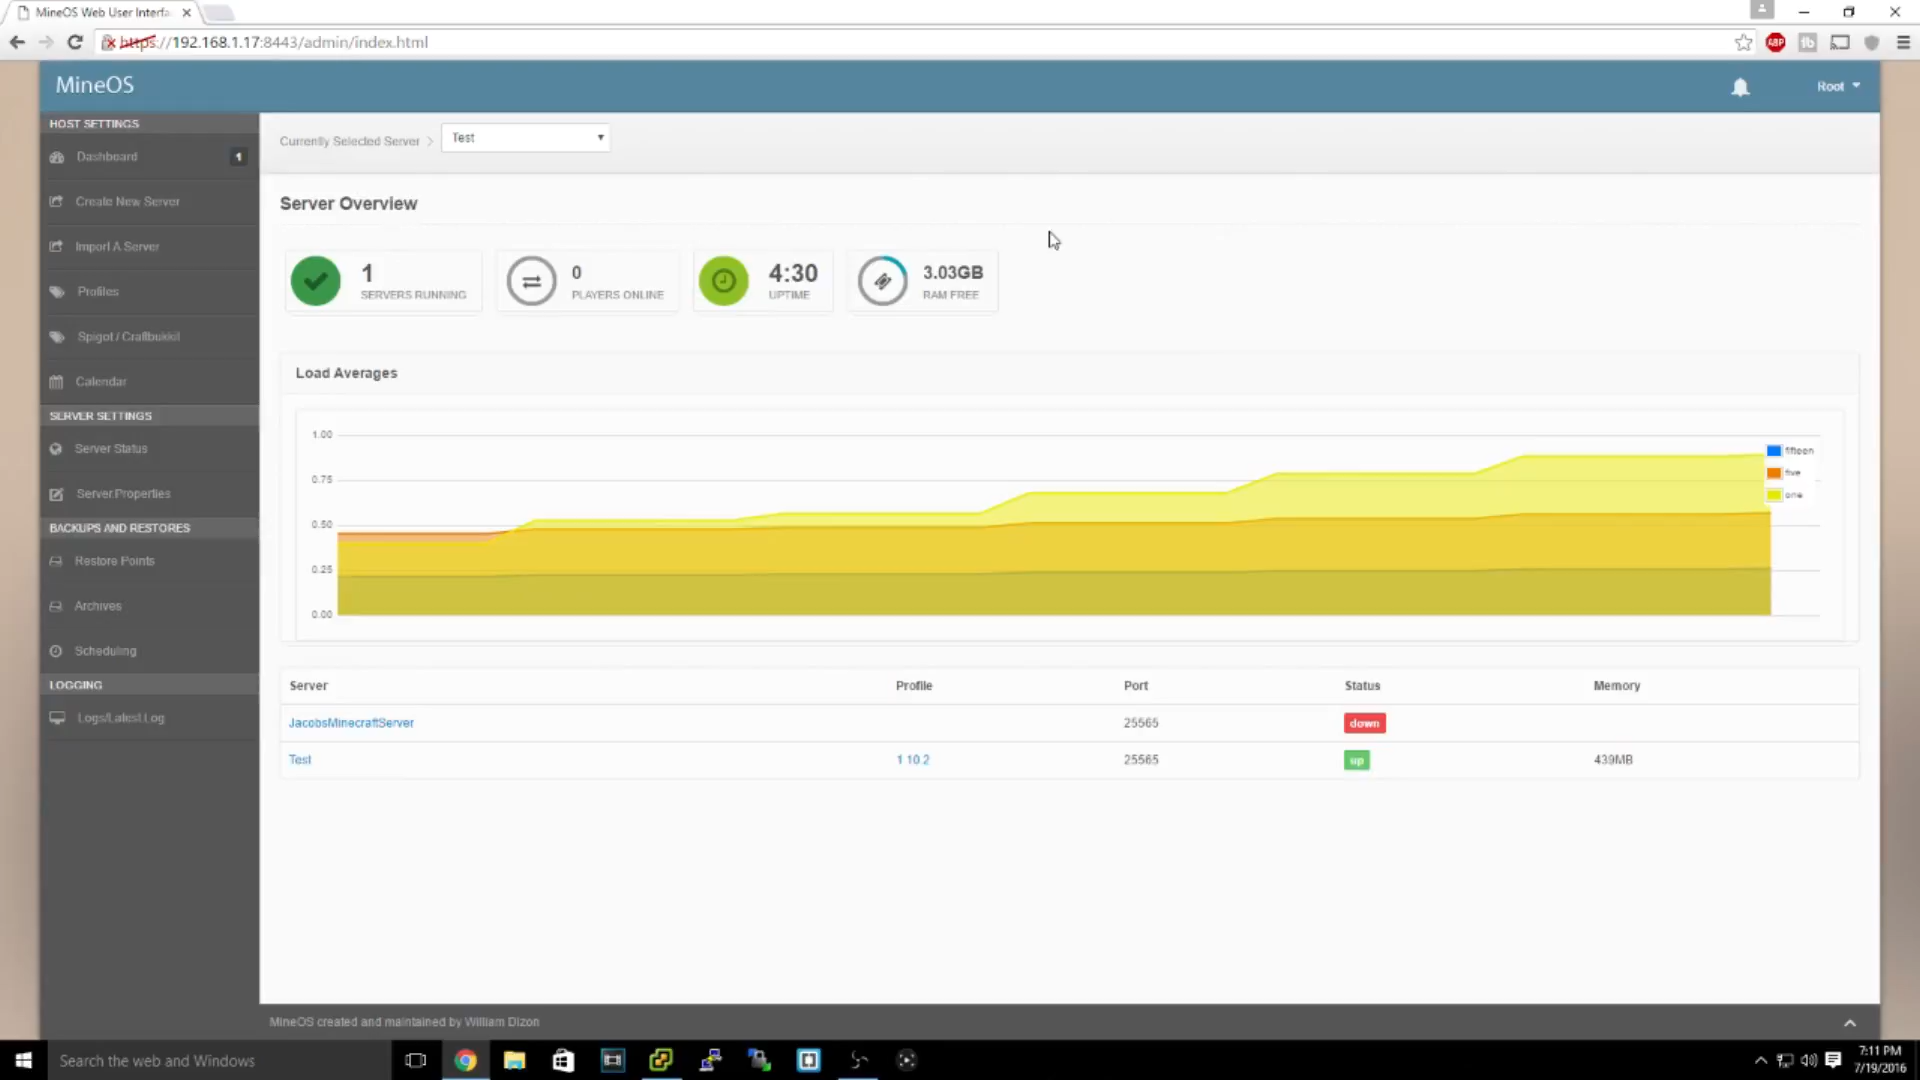 MineOS Web User Interfa
https://192.168.1.17:8443/admin/index.html
ABP
MineOS
Root
HOST SETTINGS
Dashboard 1
Create New Server
Import A Server
Profiles
Spigot / Craftbukkit
Calendar
SERVER SETTINGS
Server Status
Server.Properties
BACKUPS AND RESTORES
Restore Points
Archives
Scheduling
LOGGING
Logs/Latest.Log
Currently Selected Server > Test
Server Overview
1
SERVERS RUNNING
0
PLAYERS ONLINE
4:30
UPTIME
3.03GB
RAM FREE
Load Averages
1.00
0.75
0.50
0.25
0.00
fifteen
five
one
Server Profile Port Status Memory
JacobsMinecraftServer 25565 down
Test 1.10.2 25565 up 439MB
MineOS created and maintained by William Dizon
Search the web and Windows
7:11 PM
7/19/2016